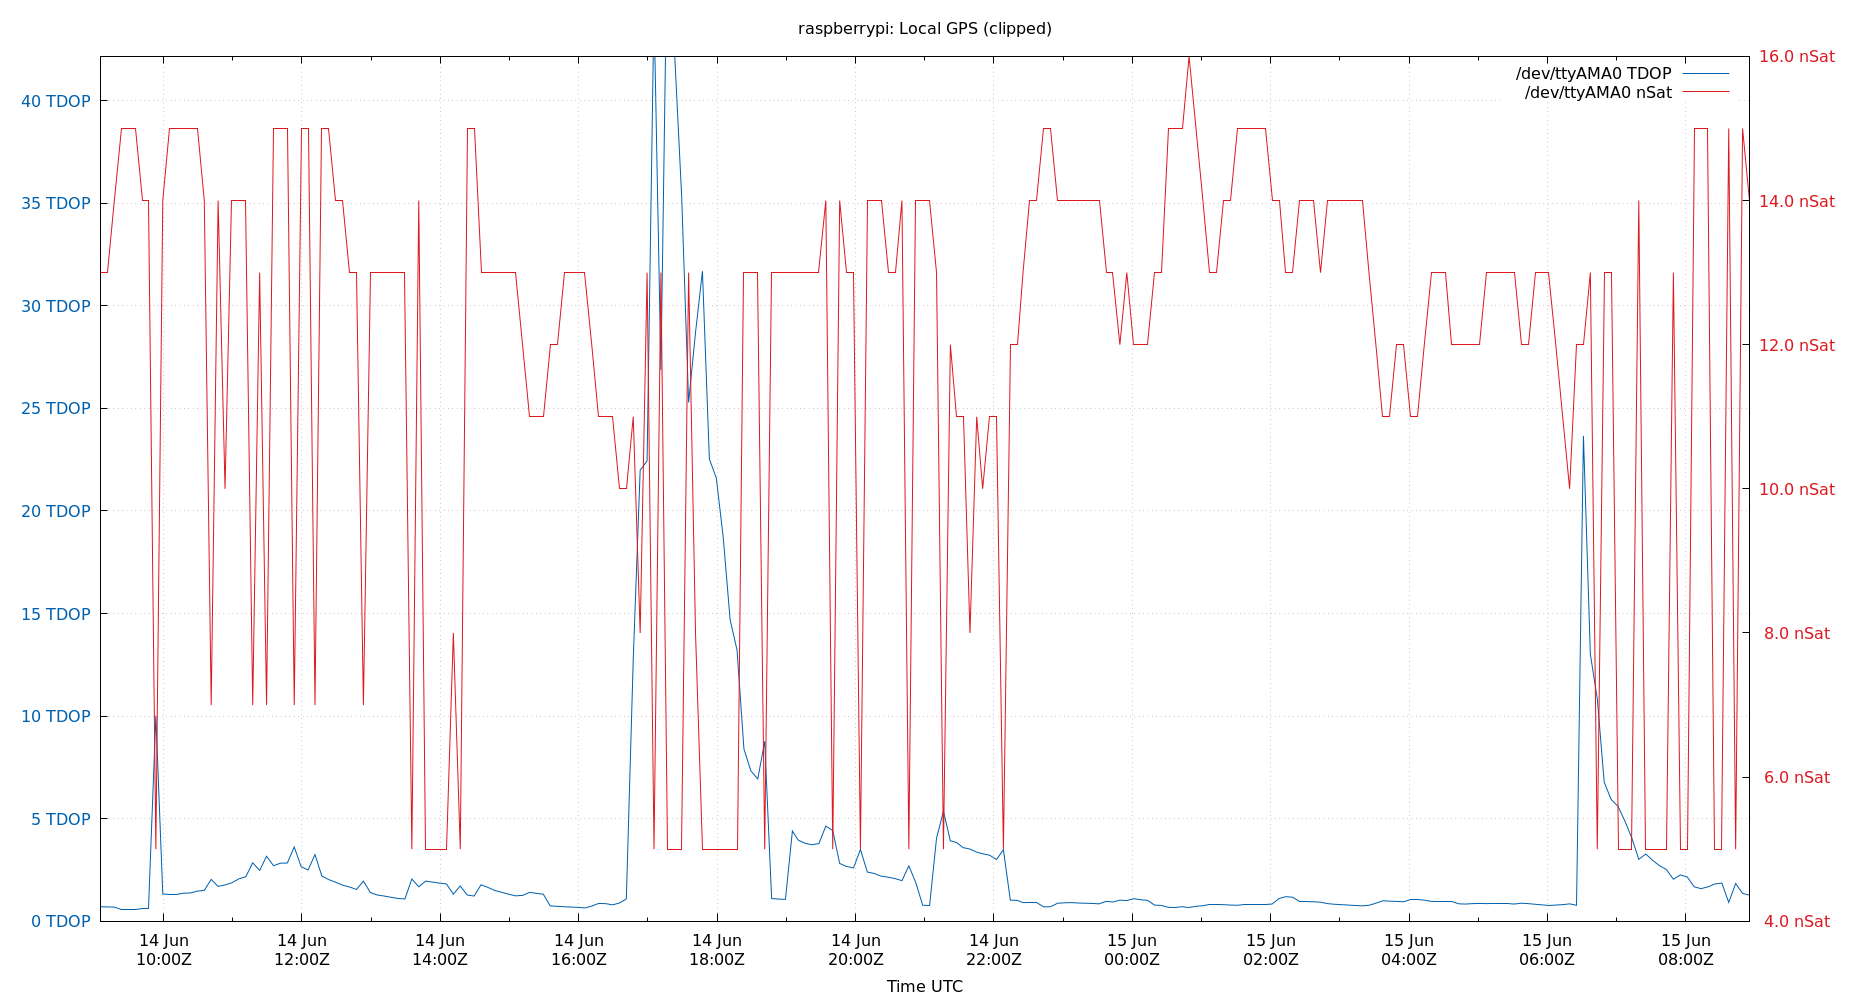 raspberrypi: Local GPS (clipped)
/dev/ttyAMA0 TDOP
/dev/ttyAMA0 nSat
40 TDOP
35 TDOP
30 TDOP
25 TDOP
20 TDOP
15 TDOP
10 TDOP
5 TDOP
0 TDOP
16.0 nSat
14.0 nSat
12.0 nSat
10.0 nSat
8.0 nSat
6.0 nSat
4.0 nSat
14 Jun
10:00Z
14 Jun
12:00Z
14 Jun
14:00Z
14 Jun
16:00Z
14 Jun
18:00Z
14 Jun
20:00Z
14 Jun
22:00Z
15 Jun
00:00Z
15 Jun
02:00Z
15 Jun
04:00Z
15 Jun
06:00Z
15 Jun
08:00Z
Time UTC